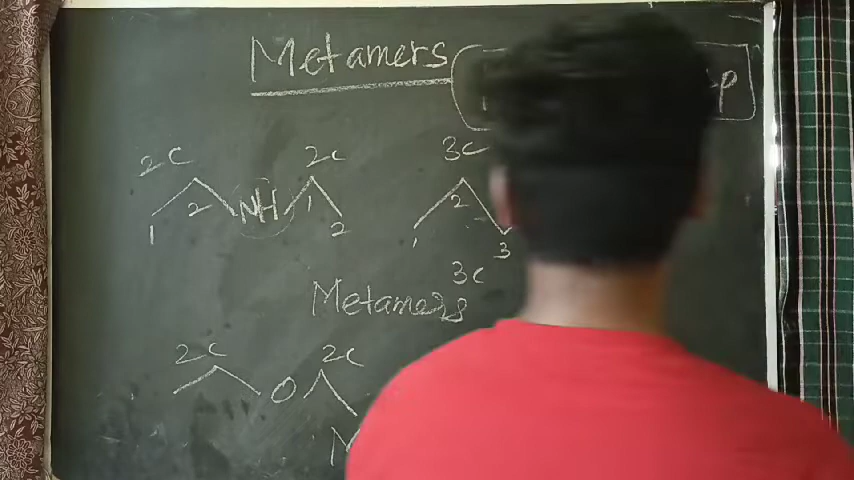 Metamers
2C 2C 3C
NH
1 2 1 2 1 2 3
3C
Metamers
2C 2C
O